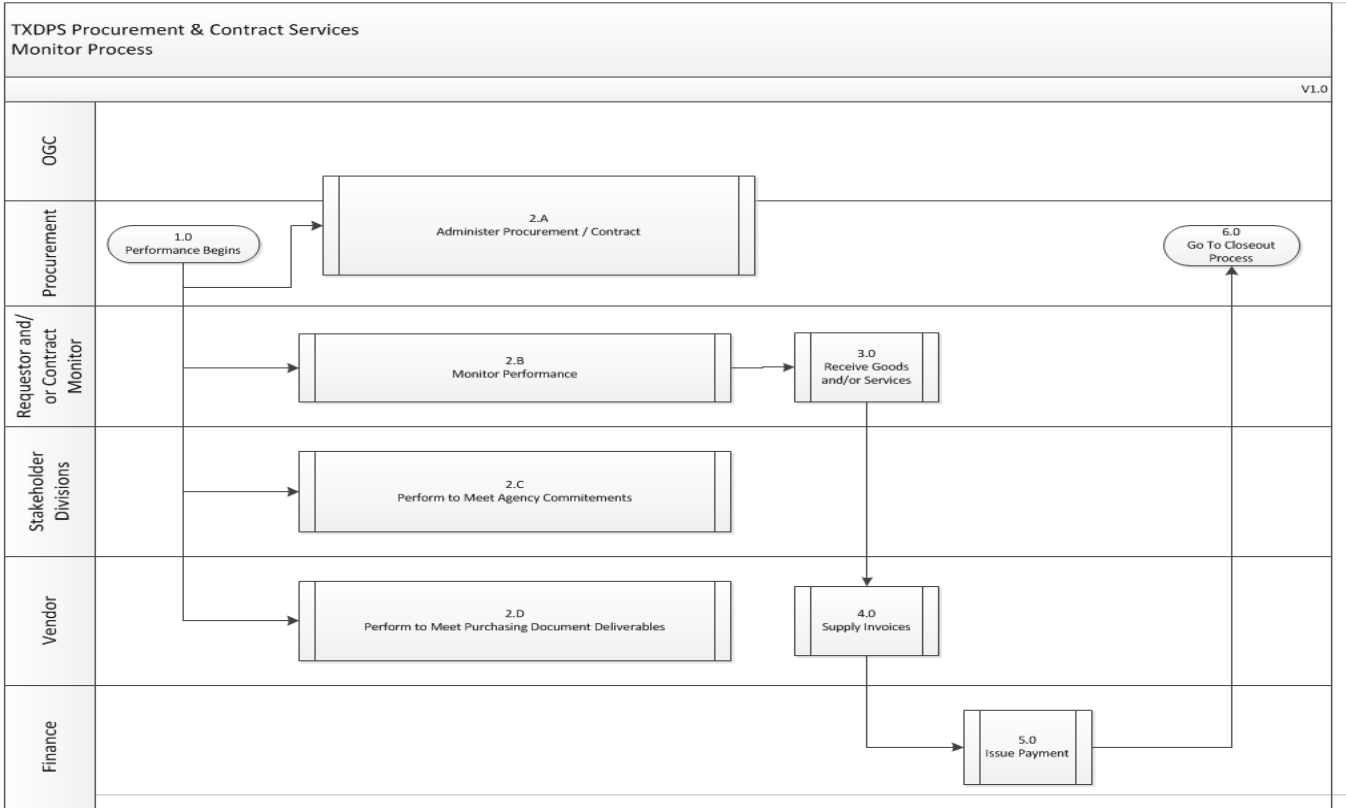 TXDPS Procurement & Contract Services
Monitor Process
V1.0
OGC
2.A
Administer Procurement / Contract
Procurement
1.0
Performance Begins
6.0
Go To Closeout
Process
Requestor and/
or Contract
Monitor
2.B
Monitor Performance
3.0
Receive Goods
and/or Services
Stakeholder
Divisions
2.C
Perform to Meet Agency Commitements
Vendor
2.D
Perform to Meet Purchasing Document Deliverables
4.0
Supply Invoices
Finance
5.0
Issue Payment